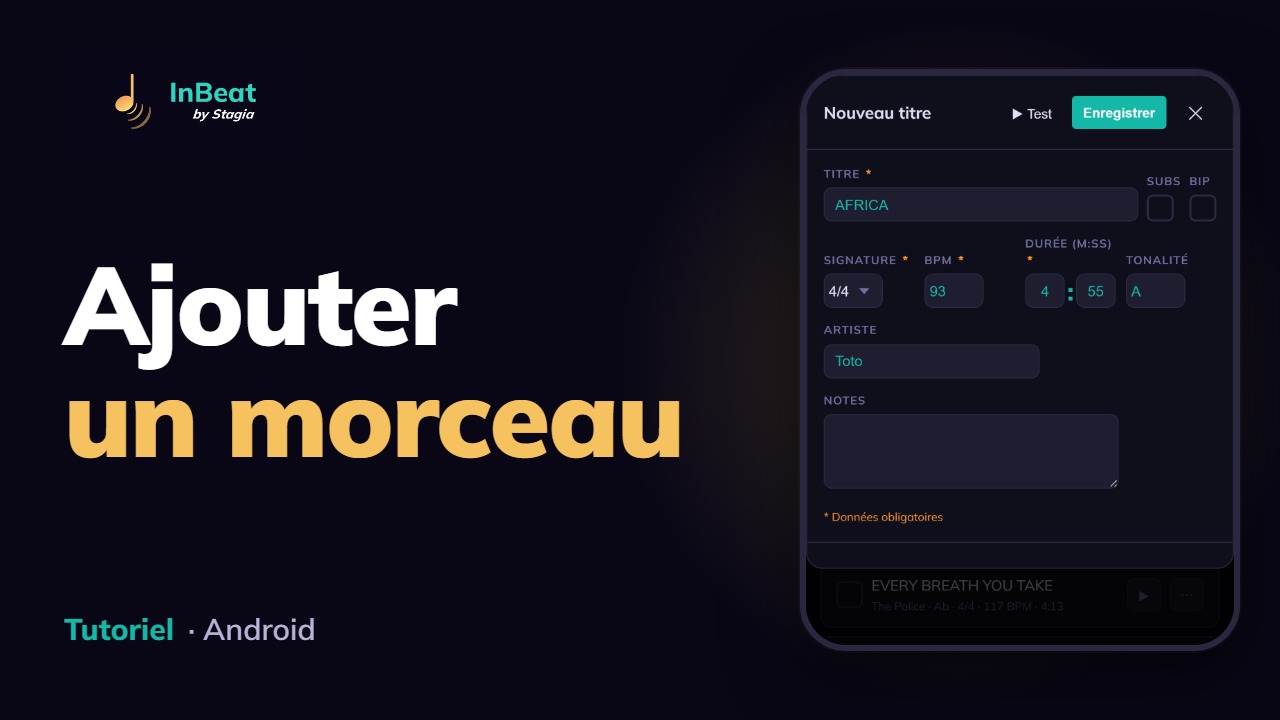 InBeat
by Stagia
Ajouter
un morceau
Tutoriel · Android
Nouveau titre
▶ Test
Enregistrer
TITRE *
SUBS BIP
AFRICA
SIGNATURE *
BPM *
DURÉE (M:SS) *
TONALITÉ
4/4
93
4 : 55
A
ARTISTE
Toto
NOTES
* Données obligatoires
EVERY BREATH YOU TAKE
The Police · Ab · 4/4 · 117 BPM · 4:13